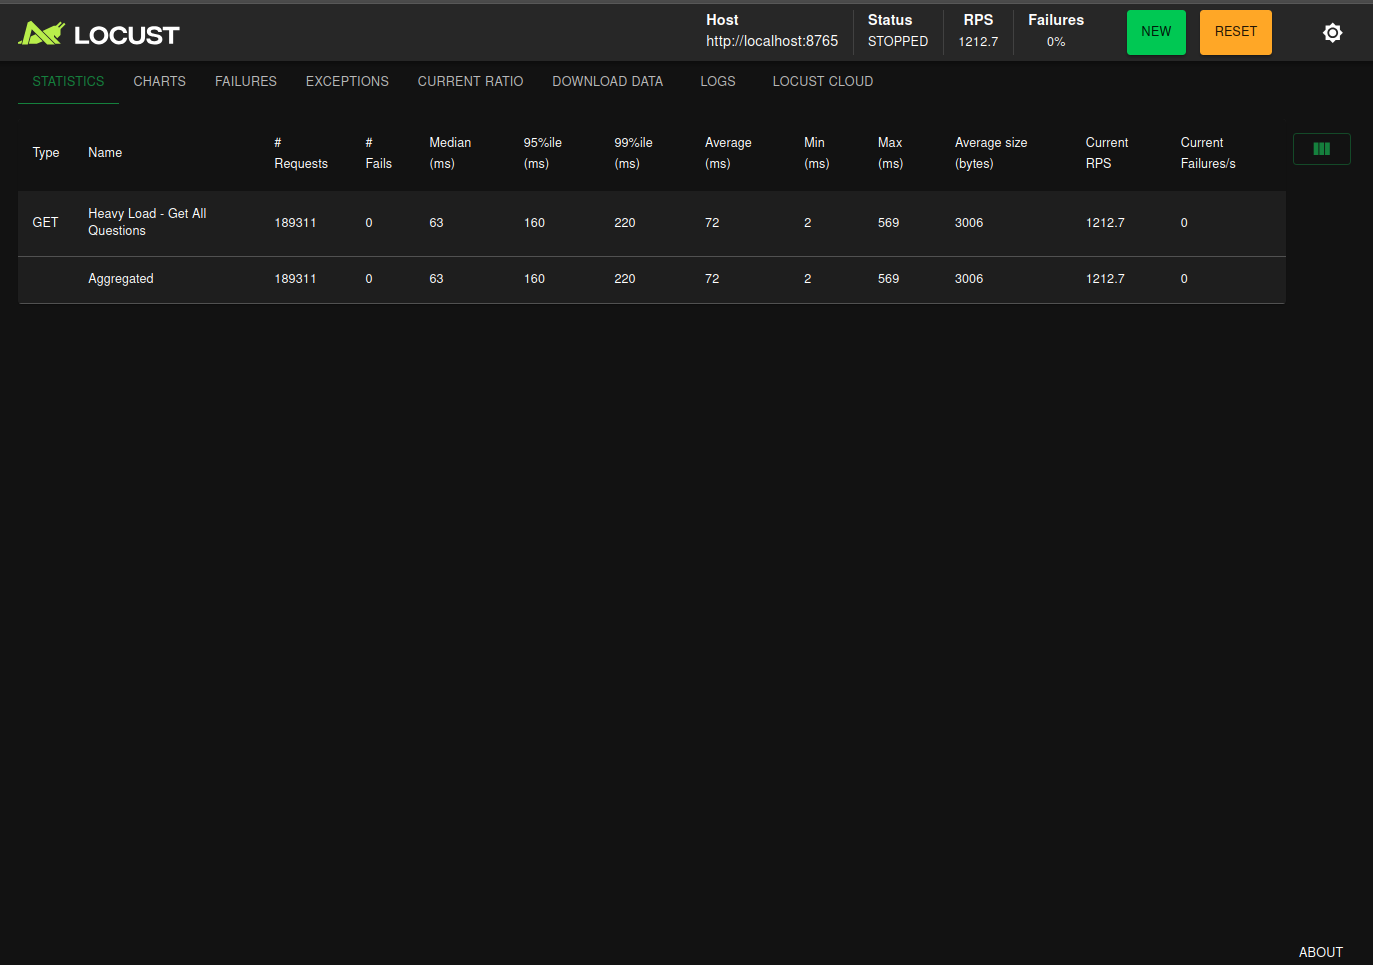 LOCUST
Host
http://localhost:8765
Status
STOPPED
RPS
1212.7
Failures
0%
NEW
RESET
STATISTICS CHARTS FAILURES EXCEPTIONS CURRENT RATIO DOWNLOAD DATA LOGS LOCUST CLOUD
Type
Name
#
Requests
#
Fails
Median
(ms)
95%ile
(ms)
99%ile
(ms)
Average
(ms)
Min
(ms)
Max
(ms)
Average size
(bytes)
Current
RPS
Current
Failures/s
GET
Heavy Load - Get All
Questions
189311 0 63 160 220 72 2 569 3006 1212.7 0
Aggregated 189311 0 63 160 220 72 2 569 3006 1212.7 0
ABOUT